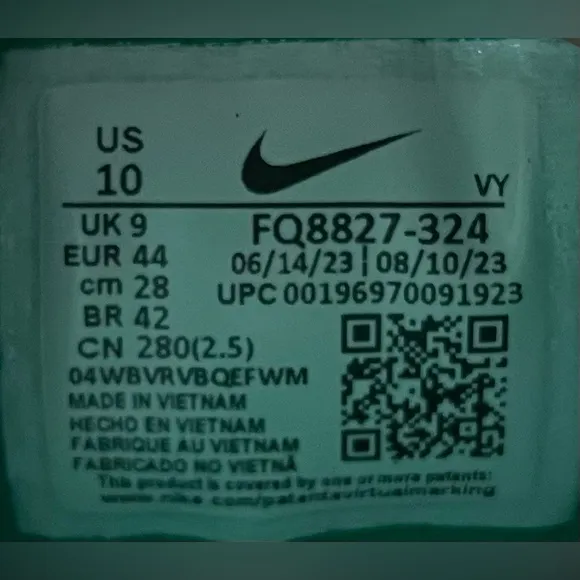 US
10
VY
UK 9
FQ8827-324
EUR 44
06/14/23 | 08/10/23
cm 28
UPC 00196970091923
BR 42
CN 280(2.5)
04WBVRVBQEFWM
MADE IN VIETNAM
HECHO EN VIETNAM
FABRIQUE AU VIETNAM
FABRICADO NO VIETNÃ
This product is covered by one or more patents:
www.nike.com/patentsvirtualmarking